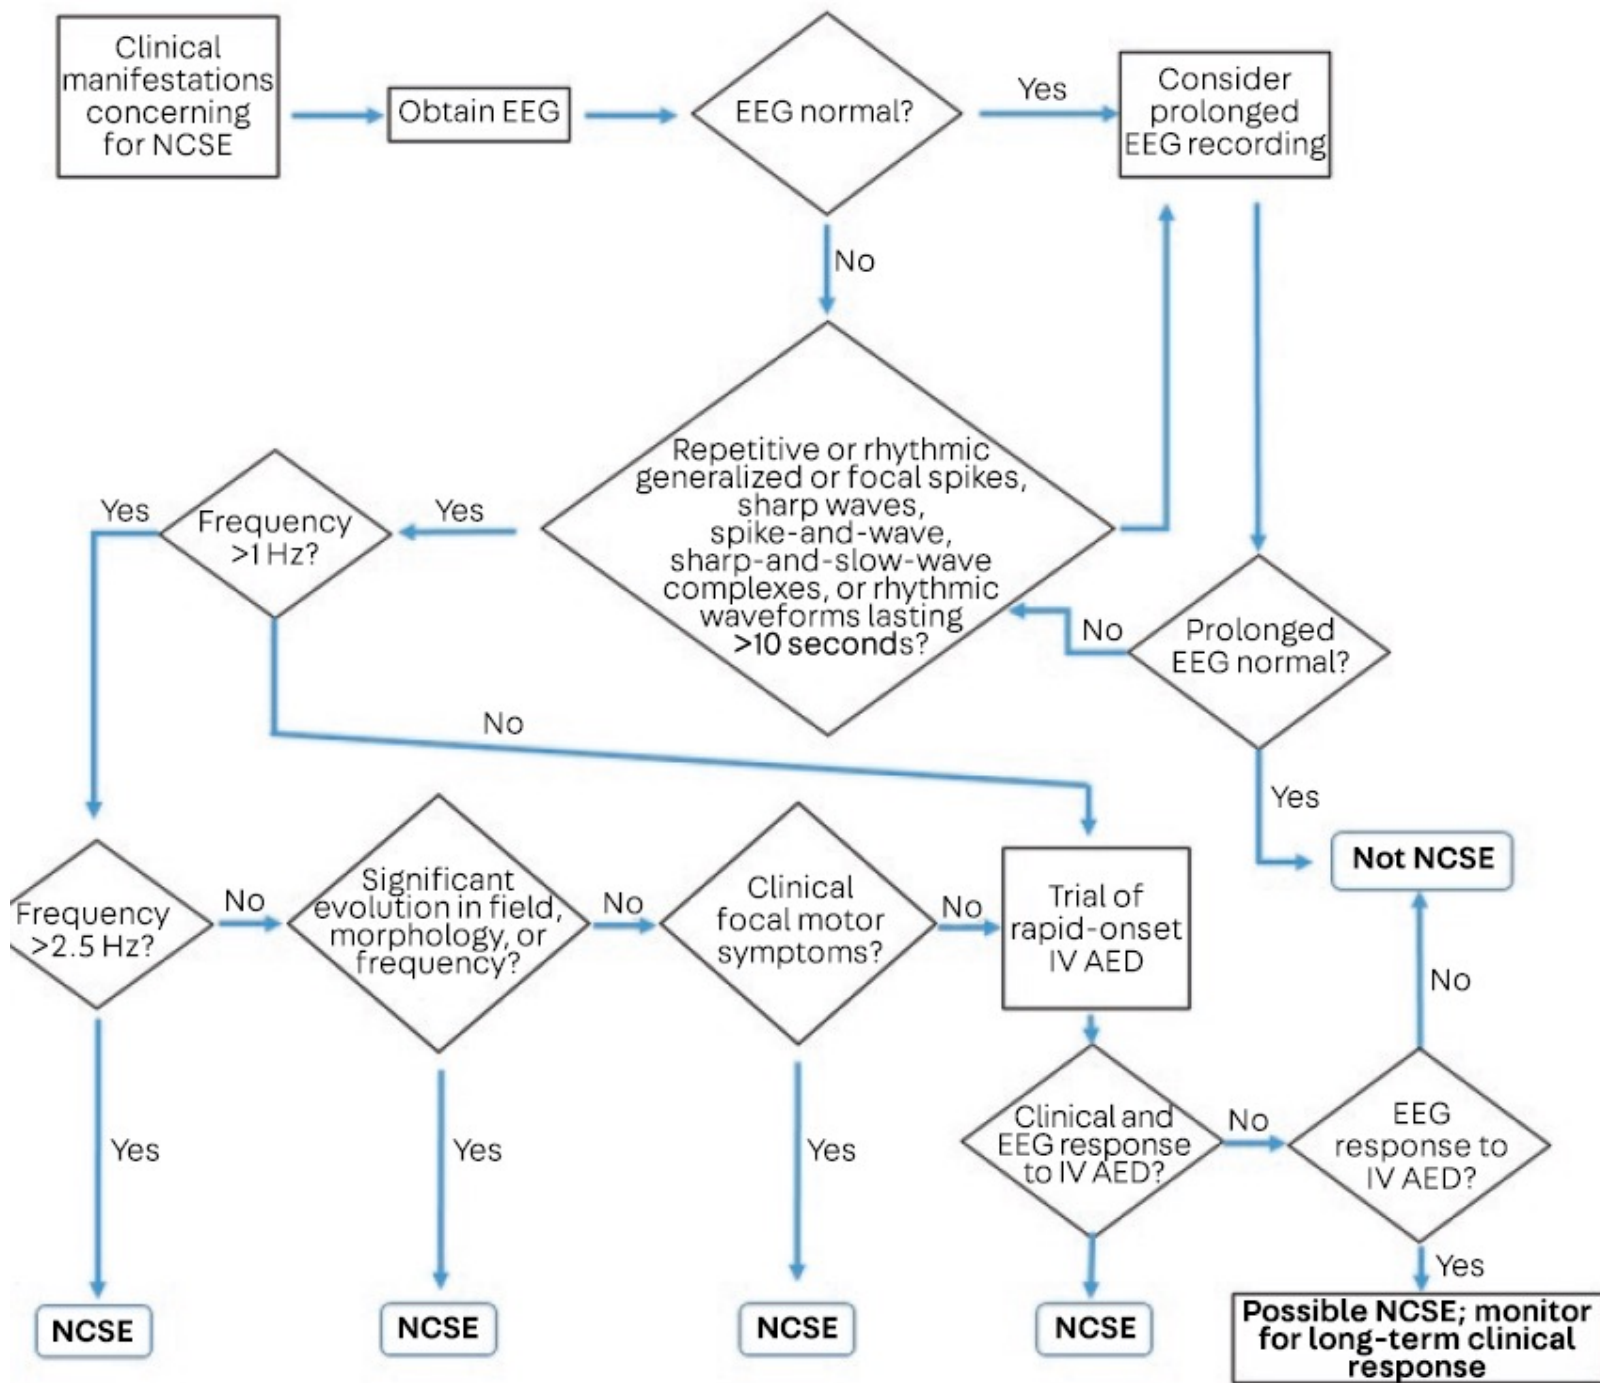 Clinical
manifestations
concerning
for NCSE
Obtain EEG
EEG normal?
Yes
Consider
prolonged
EEG recording
No
Repetitive or rhythmic
generalized or focal spikes,
sharp waves,
spike-and-wave,
sharp-and-slow-wave
complexes, or rhythmic
waveforms lasting
>10 seconds?
Yes
Frequency
>1 Hz?
Yes
No
Prolonged
EEG normal?
No
Yes
Not NCSE
Frequency
>2.5 Hz?
No
Significant
evolution in field,
morphology, or
frequency?
No
Clinical
focal motor
symptoms?
No
Trial of
rapid-onset
IV AED
No
Clinical and
EEG response
to IV AED?
No
EEG
response to
IV AED?
Yes
Yes
Yes
Yes
NCSE
NCSE
NCSE
NCSE
Possible NCSE; monitor
for long-term clinical
response